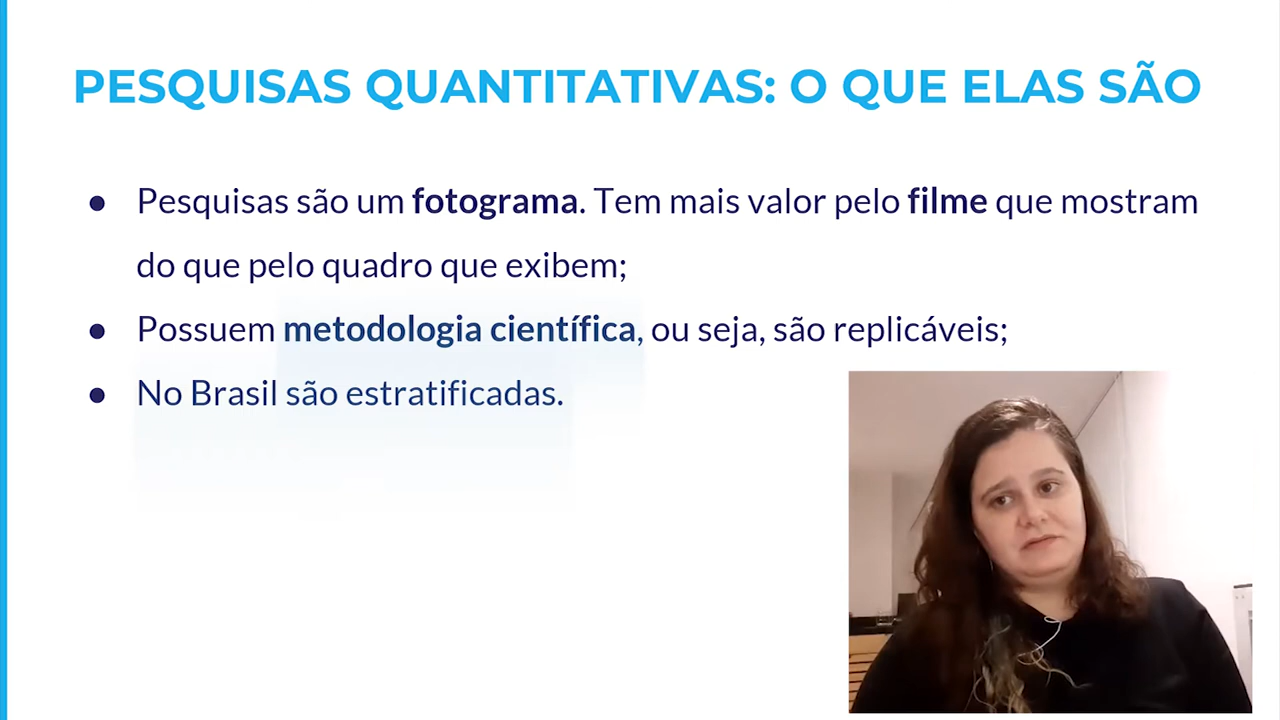 PESQUISAS QUANTITATIVAS: O QUE ELAS SÃO
● Pesquisas são um fotograma. Tem mais valor pelo filme que mostram
do que pelo quadro que exibem;
● Possuem metodologia científica, ou seja, são replicáveis;
● No Brasil são estratificadas.